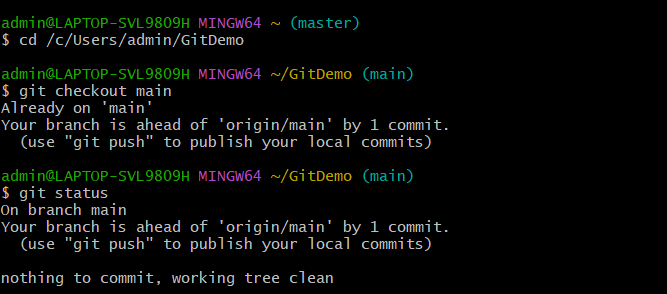 admin@LAPTOP-SVL98O9H MINGW64 ~ (master)
$ cd /c/Users/admin/GitDemo
admin@LAPTOP-SVL98O9H MINGW64 ~/GitDemo (main)
$ git checkout main
Already on 'main'
Your branch is ahead of 'origin/main' by 1 commit.
  (use "git push" to publish your local commits)
admin@LAPTOP-SVL98O9H MINGW64 ~/GitDemo (main)
$ git status
On branch main
Your branch is ahead of 'origin/main' by 1 commit.
  (use "git push" to publish your local commits)
nothing to commit, working tree clean